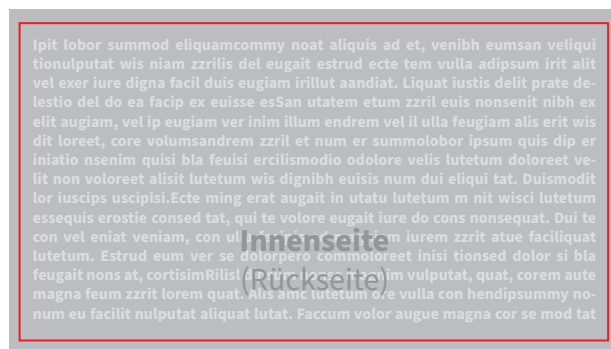 Ipit lobor summod eliquamcommy noat aliquis ad et, venibh eumsan veliqui
tionulputat wis niam zzrilis del eugait estrud ecte tem vulla adipsum irit alit
vel exer iure digna facil duis eugiam irillut aandiat. Liquat iustis delit prate de-
lestio del do ea facip ex euisse esSan utatem etum zzril euis nonsenit nibh ex
elit augiam, vel ip eugiam ver inim illum endrem vel il ulla feugiam alis erit wis
dit loreet, core volumsandrem zzril et num er summolobor ipsum quis dip er
iniatio nsenim quisi bla feuisi ercilismodio odolore velis lutetum doloreet ve-
lit non voloreet alisit lutetum wis dignibh euisis num dui eliqui tat. Duismodit
lor iuscips uscipisi.Ecte ming erat augait in utatu lutetum m nit wisci lutetum
essequis erostie consed tat, qui te volore eugait iure do cons nonsequat. Dui te
con vel eniat veniam, con iurem zzrit atue faciliquat
Innenseite
lutetum. Estrud eum ver se dolorpero commoloreet inisi tionsed dolor si bla
feugait nons at, cortisimRilisl vulputat, quat, corem aute
(Rückseite)
magna feum zzrit lorem quat. Alis amc lutetum ore vulla con hendipsummy no-
num eu facilit nulputat aliquat lutat. Faccum volor augue magna cor se mod tat